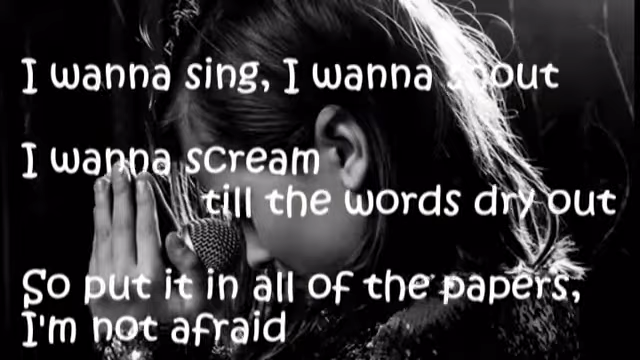 I wanna sing, I wanna shout
I wanna scream
till the words dry out
So put it in all of the papers,
I'm not afraid